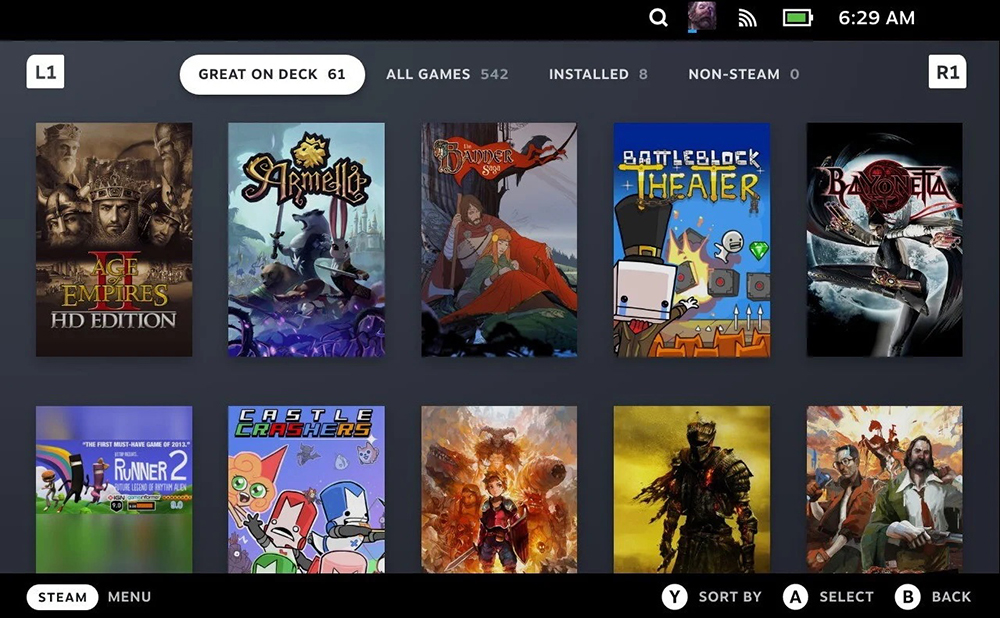 6:29 AM
L1
GREAT ON DECK 61
ALL GAMES 542
INSTALLED 8
NON-STEAM 0
R1
AGE
OF
EMPIRES
II
HD EDITION
ARMELLO
The
BANNER
Saga
BATTLEBLOCK
THEATER
BAYONETTA
"THE FIRST MUST-HAVE GAME OF 2013."
RUNNER 2
FUTURE LEGEND OF RHYTHM ALIEN
IGN
9.0
9.0
CASTLE
CRASHERS
STEAM MENU
Y SORT BY
A SELECT
B BACK